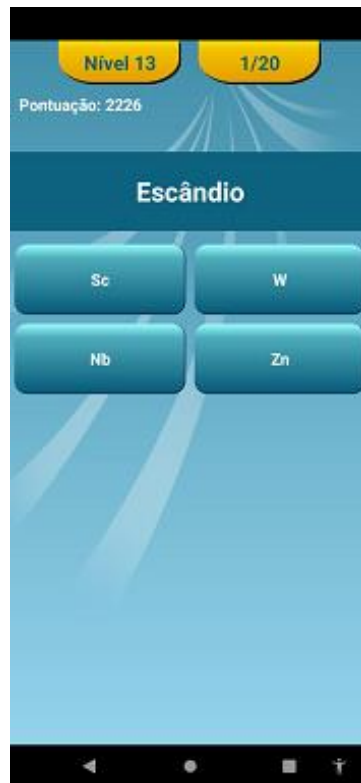 Nível 13
1/20
Pontuação: 2226
Escândio
Sc
W
Nb
Zn